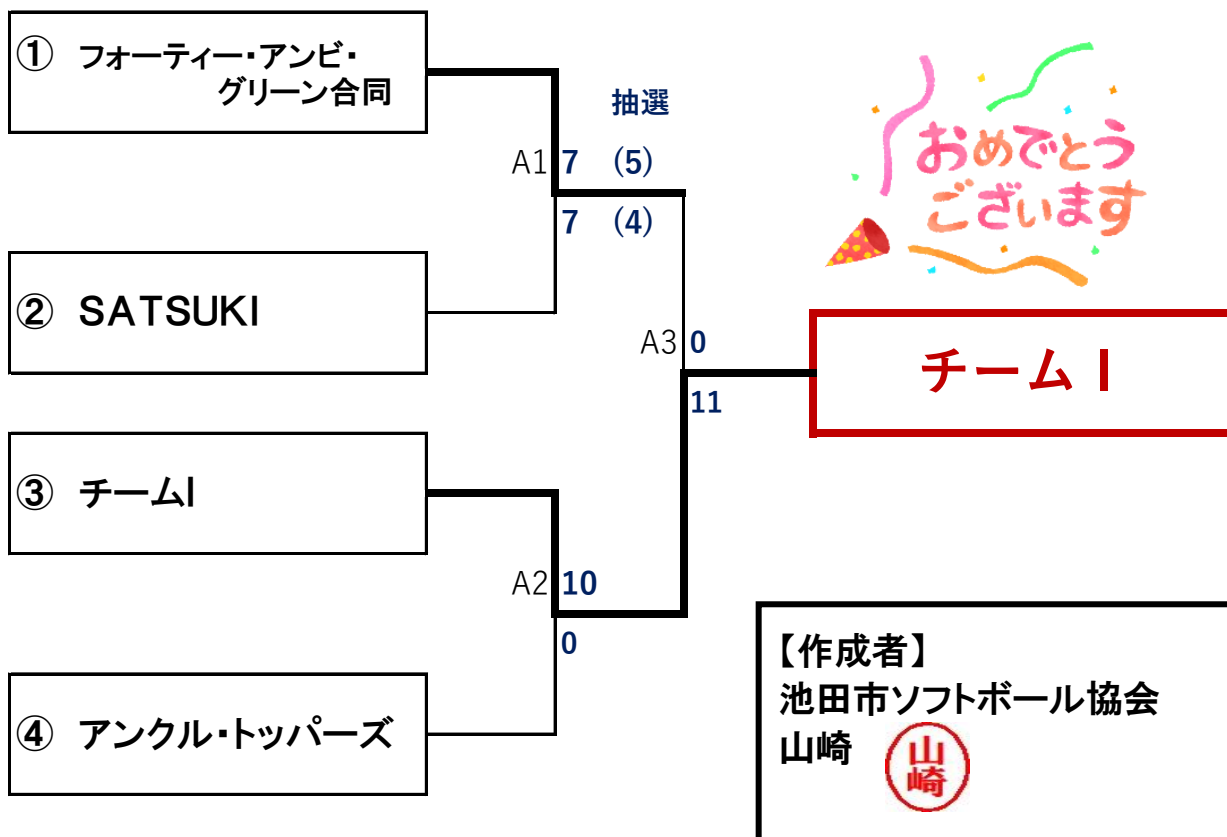 ① フォーティー・アンビ・
グリーン合同
抽選
A1 7 (5)
7 (4)
② SATSUKI
おめでとう
ございます
A3 0
11
チームI
③ チームI
A2 10
0
④ アンクル・トッパーズ
【作成者】
池田市ソフトボール協会
山崎
山崎